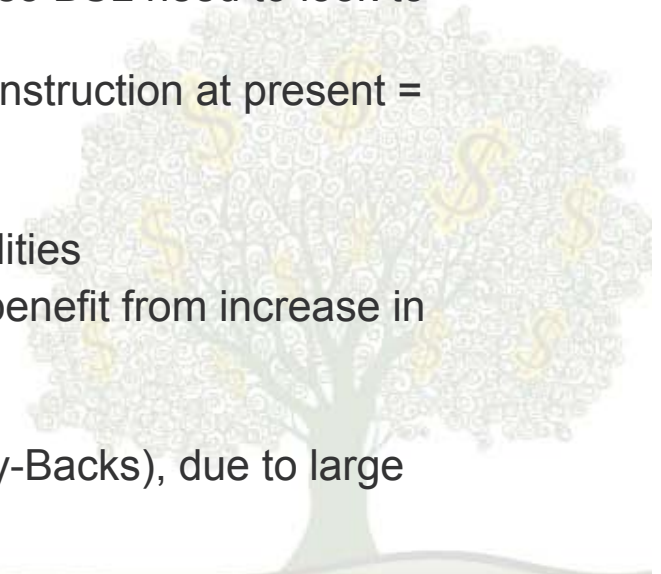 nstruction at present =
lities
benefit from increase in
y-Backs), due to large